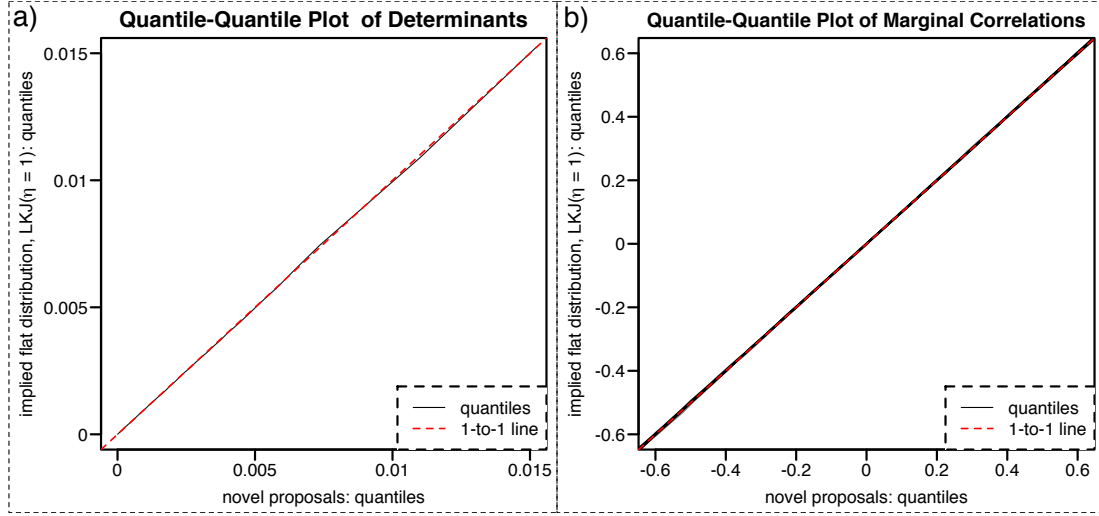 a)
Quantile-Quantile Plot of Determinants
implied flat distribution, LKJ(η = 1): quantiles
0.015
0.01
0.005
0
quantiles
1-to-1 line
0
0.005
0.01
0.015
novel proposals: quantiles
b)
Quantile-Quantile Plot of Marginal Correlations
implied flat distribution, LKJ(η = 1): quantiles
0.6
0.4
0.2
0
-0.2
-0.4
-0.6
quantiles
1-to-1 line
-0.6
-0.4
-0.2
0
0.2
0.4
0.6
novel proposals: quantiles